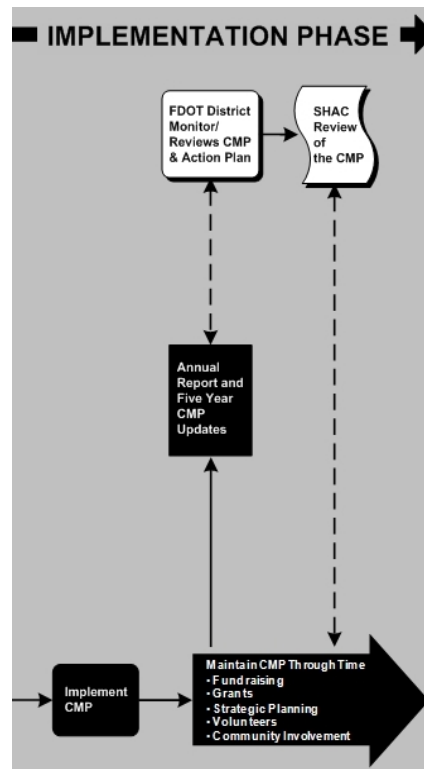 IMPLEMENTATION PHASE
FDOT District
Monitor/
Reviews CMP
& Action Plan
SHAC
Review
of
the CMP
Annual
Report and
Five Year
CMP
Updates
Implement
CMP
Maintain CMP Through Time
- Fundraising
- Grants
- Strategic Planning
- Volunteers
- Community Involvement